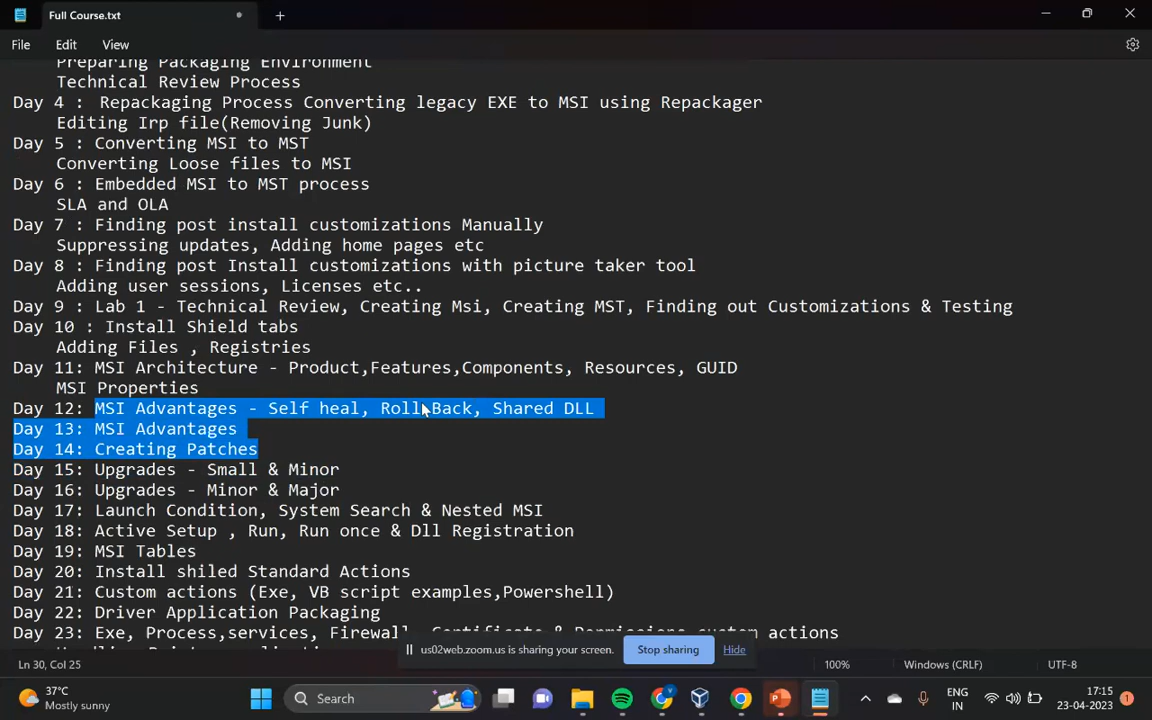 Full Course.txt
File Edit View
Preparing Packaging Environment
Technical Review Process
Day 4 : Repackaging Process Converting legacy EXE to MSI using Repackager
Editing Irp file(Removing Junk)
Day 5 : Converting MSI to MST
Converting Loose files to MSI
Day 6 : Embedded MSI to MST process
SLA and OLA
Day 7 : Finding post install customizations Manually
Suppressing updates, Adding home pages etc
Day 8 : Finding post Install customizations with picture taker tool
Adding user sessions, Licenses etc..
Day 9 : Lab 1 - Technical Review, Creating Msi, Creating MST, Finding out Customizations & Testing
Day 10 : Install Shield tabs
Adding Files , Registries
Day 11: MSI Architecture - Product,Features,Components, Resources, GUID
MSI Properties
Day 12: MSI Advantages - Self heal, Roll Back, Shared DLL
Day 13: MSI Advantages
Day 14: Creating Patches
Day 15: Upgrades - Small & Minor
Day 16: Upgrades - Minor & Major
Day 17: Launch Condition, System Search & Nested MSI
Day 18: Active Setup , Run, Run once & Dll Registration
Day 19: MSI Tables
Day 20: Install shiled Standard Actions
Day 21: Custom actions (Exe, VB script examples,Powershell)
Day 22: Driver Application Packaging
Day 23: Exe, Process,services, Firewall, Certificate & Permissions custom actions
us02web.zoom.us is sharing your screen. Stop sharing Hide
Ln 30, Col 25 100% Windows (CRLF) UTF-8
37°C
Mostly sunny
Search
ENG
IN
17:15
23-04-2023
1